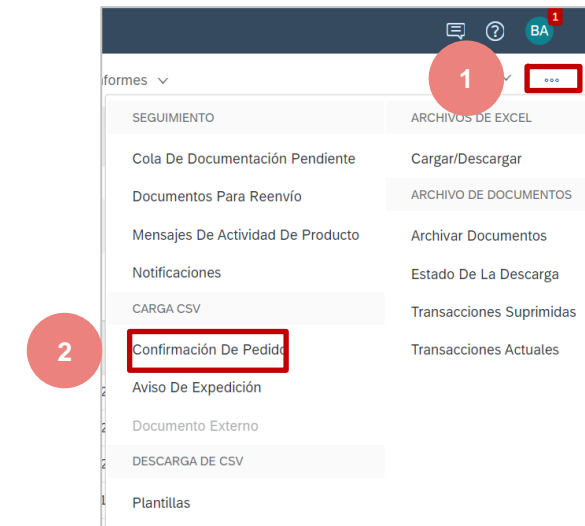 BA
1
formes
1
SEGUIMIENTO
ARCHIVOS DE EXCEL
Cola De Documentación Pendiente
Cargar/Descargar
Documentos Para Reenvío
ARCHIVO DE DOCUMENTOS
Mensajes De Actividad De Producto
Archivar Documentos
Notificaciones
Estado De La Descarga
CARGA CSV
Transacciones Suprimidas
2
Confirmación De Pedido
Transacciones Actuales
Aviso De Expedición
Documento Externo
DESCARGA DE CSV
Plantillas